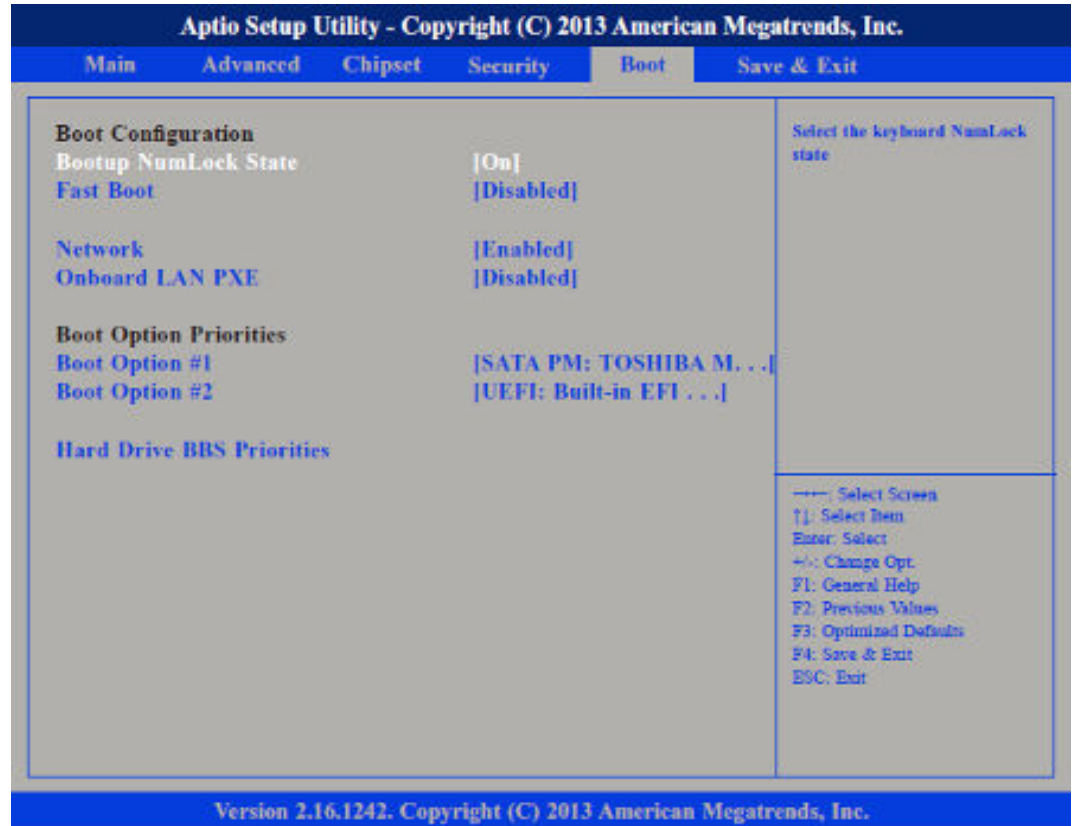 Aptio Setup Utility - Copyright (C) 2013 American Megatrends, Inc.
Main Advanced Chipset Security Boot Save & Exit
Boot Configuration
Bootup NumLock State [On]
Fast Boot [Disabled]
Network [Enabled]
Onboard LAN PXE [Disabled]
Boot Option Priorities
Boot Option #1 [SATA PM: TOSHIBA M. . .]
Boot Option #2 [UEFI: Built-in EFI . . .]
Hard Drive BBS Priorities
Select the keyboard NumLock
state
→←: Select Screen
↑↓: Select Item
Enter: Select
+/-: Change Opt.
F1: General Help
F2: Previous Values
F3: Optimized Defaults
F4: Save & Exit
ESC: Exit
Version 2.16.1242. Copyright (C) 2013 American Megatrends, Inc.